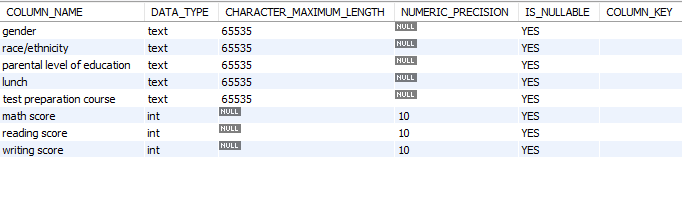 COLUMN_NAME DATA_TYPE CHARACTER_MAXIMUM_LENGTH NUMERIC_PRECISION IS_NULLABLE COLUMN_KEY
gender text 65535 NULL YES
race/ethnicity text 65535 NULL YES
parental level of education text 65535 NULL YES
lunch text 65535 NULL YES
test preparation course text 65535 NULL YES
math score int NULL 10 YES
reading score int NULL 10 YES
writing score int NULL 10 YES